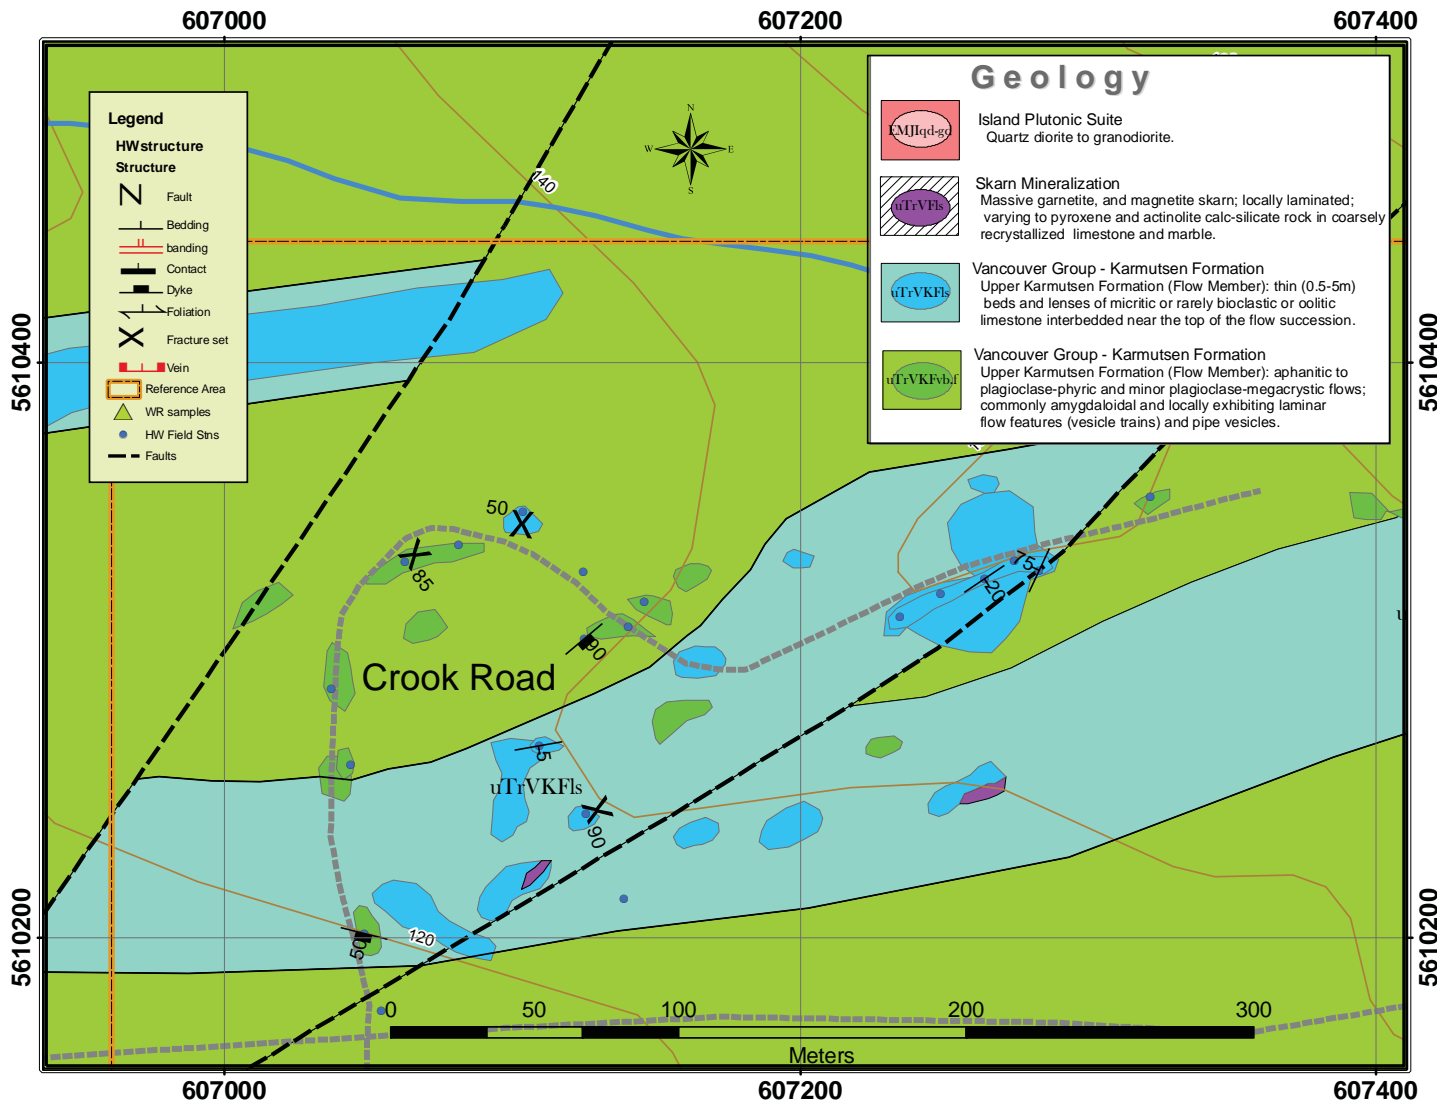 607000 607200 607400
Geology
EMJIqd-gd
Island Plutonic Suite
Quartz diorite to granodiorite.
uTrVFls
Skarn Mineralization
Massive garnetite, and magnetite skarn; locally laminated;
varying to pyroxene and actinolite calc-silicate rock in coarsely
recrystallized limestone and marble.
uTrVKFls
Vancouver Group - Karmutsen Formation
Upper Karmutsen Formation (Flow Member): thin (0.5-5m)
beds and lenses of micritic or rarely bioclastic or oolitic
limestone interbedded near the top of the flow succession.
uTrVKFvb,f
Vancouver Group - Karmutsen Formation
Upper Karmutsen Formation (Flow Member): aphanitic to
plagioclase-phyric and minor plagioclase-megacrystic flows;
commonly amygdaloidal and locally exhibiting laminar
flow features (vesicle trains) and pipe vesicles.
Legend
HWstructure
Structure
Fault
Bedding
banding
Contact
Dyke
Foliation
Fracture set
Vein
Reference Area
WR samples
HW Field Stns
Faults
N
W E
S
140
5610400
5610400
50
85
75
20
90
Crook Road
uTrVKFls
90
120
50
5610200
5610200
0 50 100 200 300
Meters
607000 607200 607400